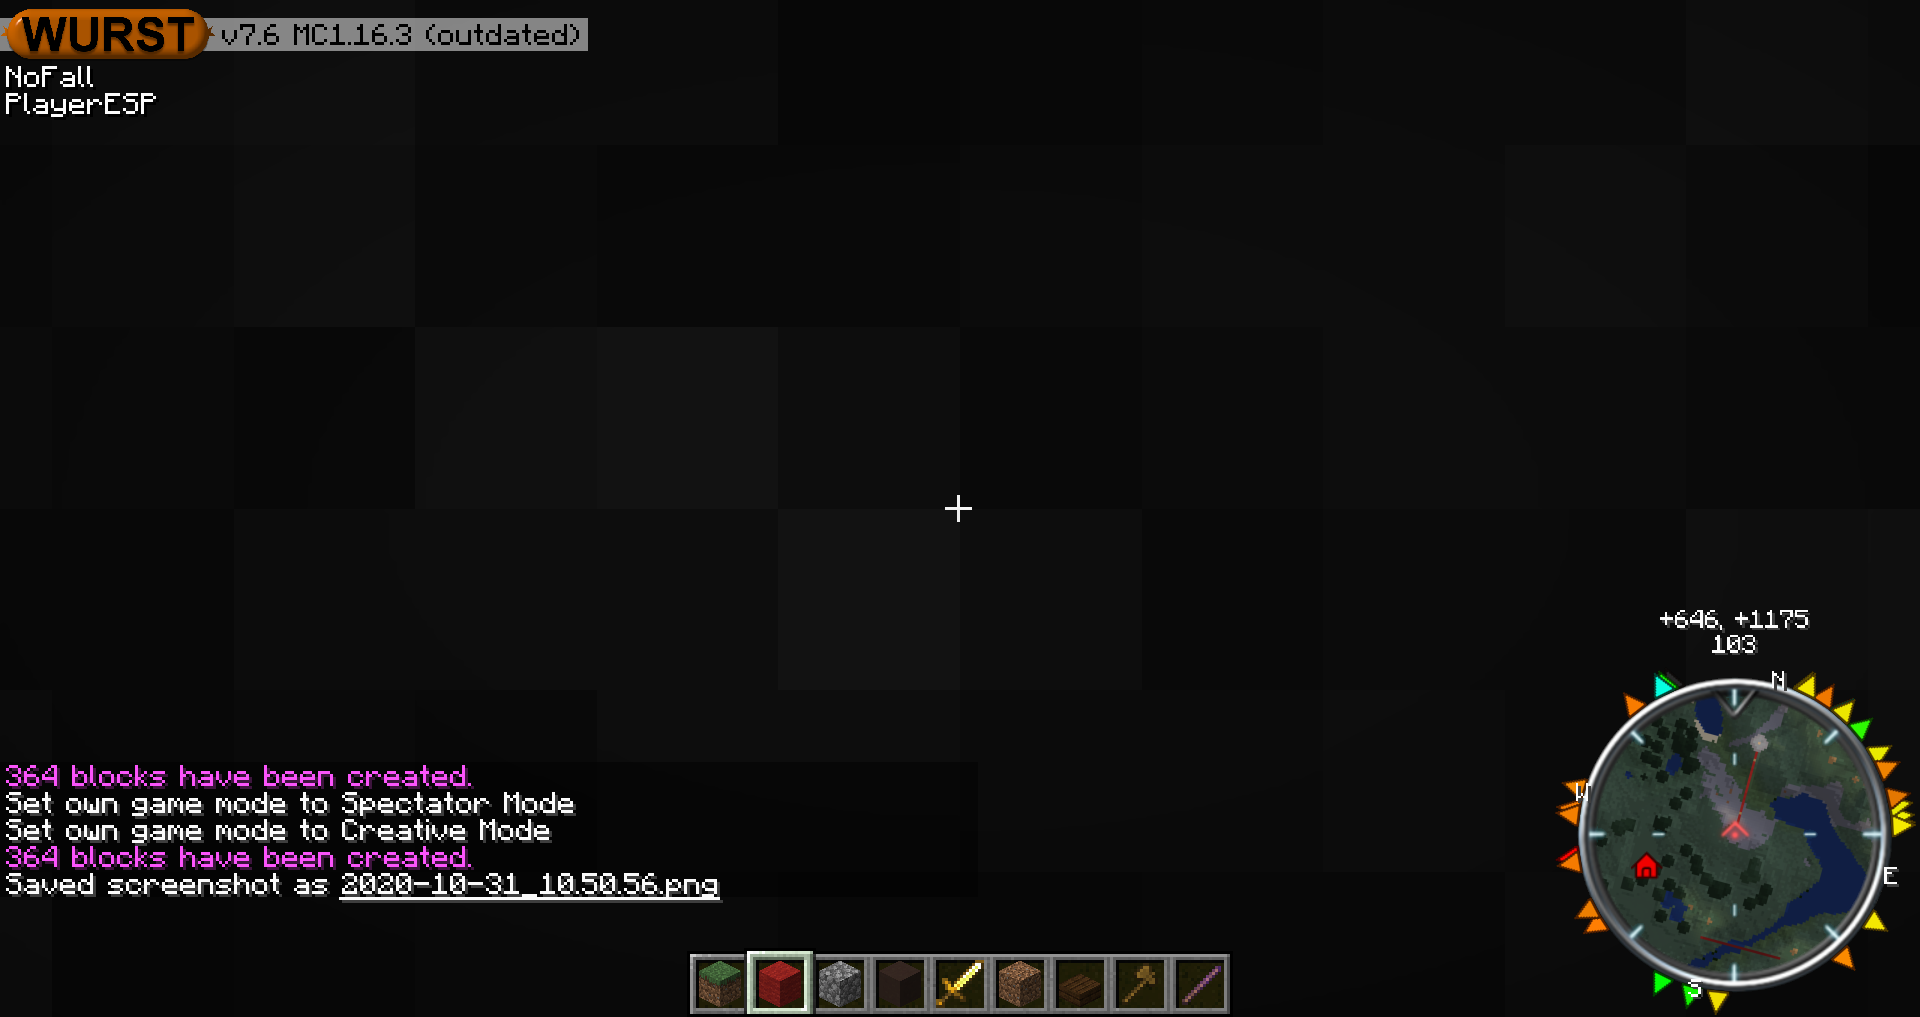 WURST v7.6 MC1.16.3 (outdated)
NoFall
PlayerESP
+646, +1175
103
N
W
E
S
364 blocks have been created.
Set own game mode to Spectator Mode
Set own game mode to Creative Mode
364 blocks have been created.
Saved screenshot as 2020-10-31_10.50.56.png